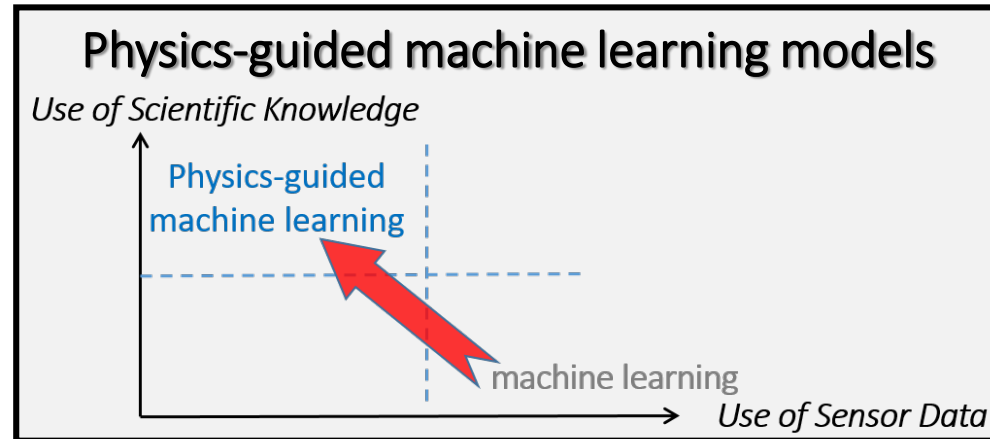 Physics-guided machine learning models
Use of Scientific Knowledge
Physics-guided
machine learning
machine learning
Use of Sensor Data